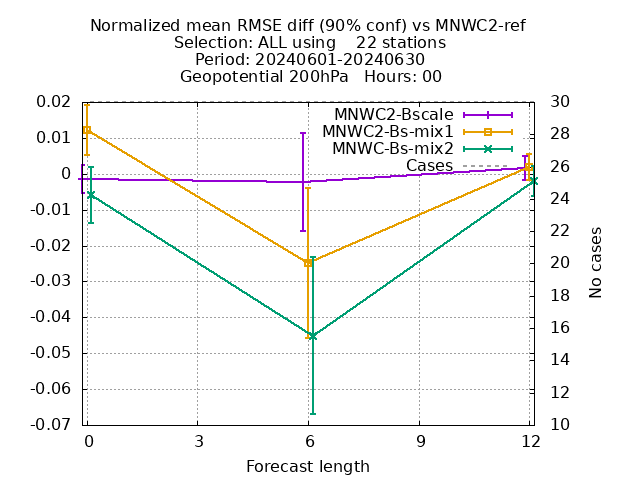 Normalized mean RMSE diff (90% conf) vs MNWC2-ref
Selection: ALL using    22 stations
Period: 20240601-20240630
Geopotential 200hPa   Hours: 00
MNWC2-Bscale
MNWC2-Bs-mix1
MNWC-Bs-mix2
Cases
0.02
0.01
0
-0.01
-0.02
-0.03
-0.04
-0.05
-0.06
-0.07
30
28
26
24
22
20
18
16
14
12
10
No cases
0 3 6 9 12
Forecast length